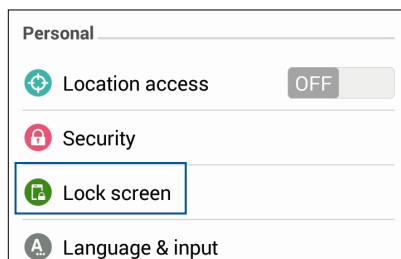 Personal
Location access OFF
Security
Lock screen
A Language & input